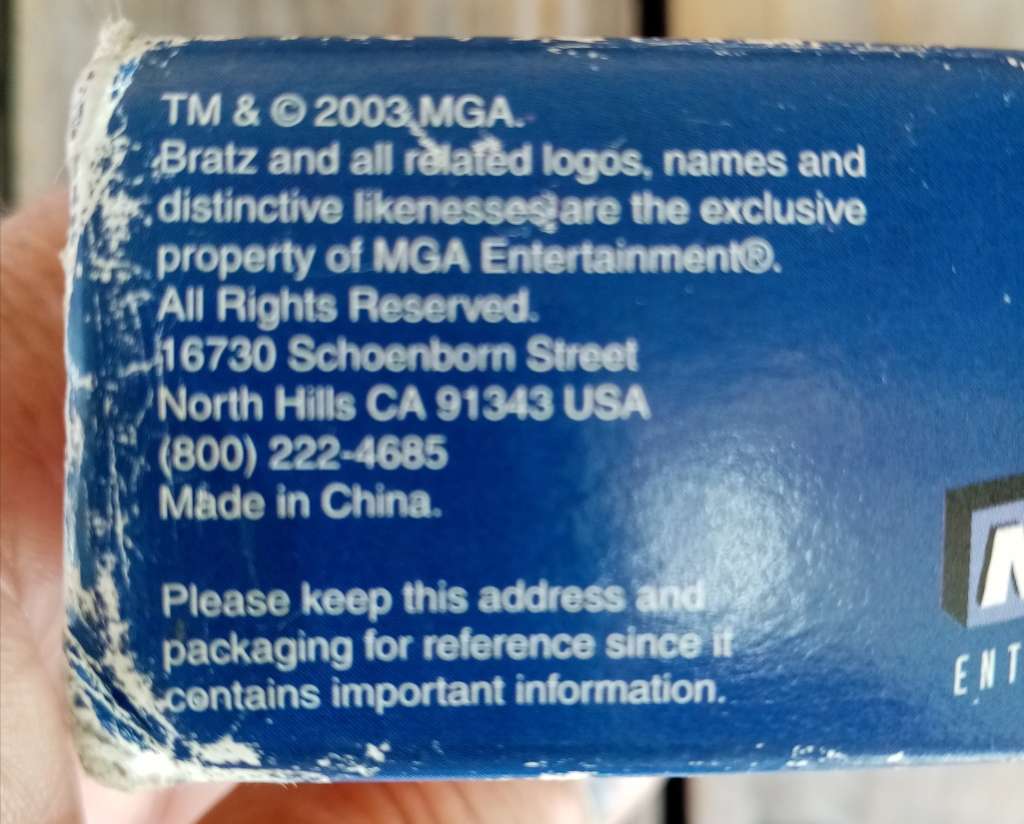 TM & © 2003 MGA.
Bratz and all related logos, names and
distinctive likenesses are the exclusive
property of MGA Entertainment®.
All Rights Reserved.
16730 Schoenborn Street
North Hills CA 91343 USA
(800) 222-4685
Made in China.
Please keep this address and
packaging for reference since it
contains important information.